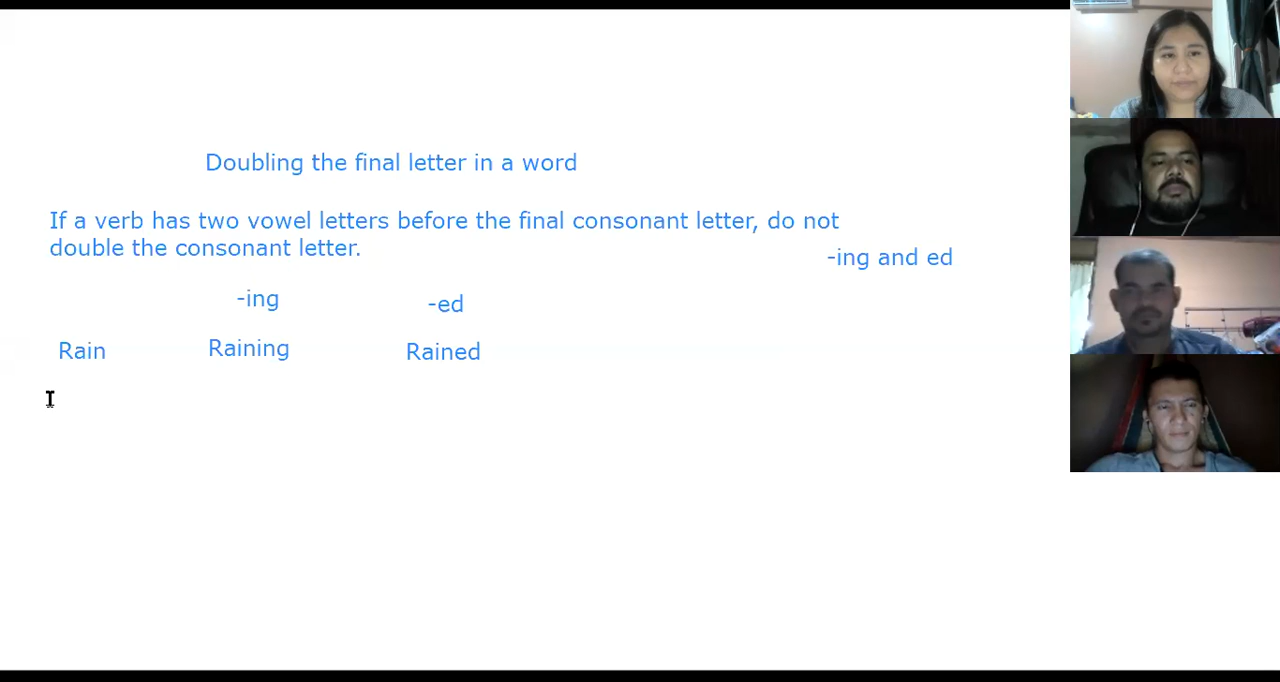 Doubling the final letter in a word
If a verb has two vowel letters before the final consonant letter, do not
double the consonant letter.
-ing and ed
-ing -ed
Rain Raining Rained